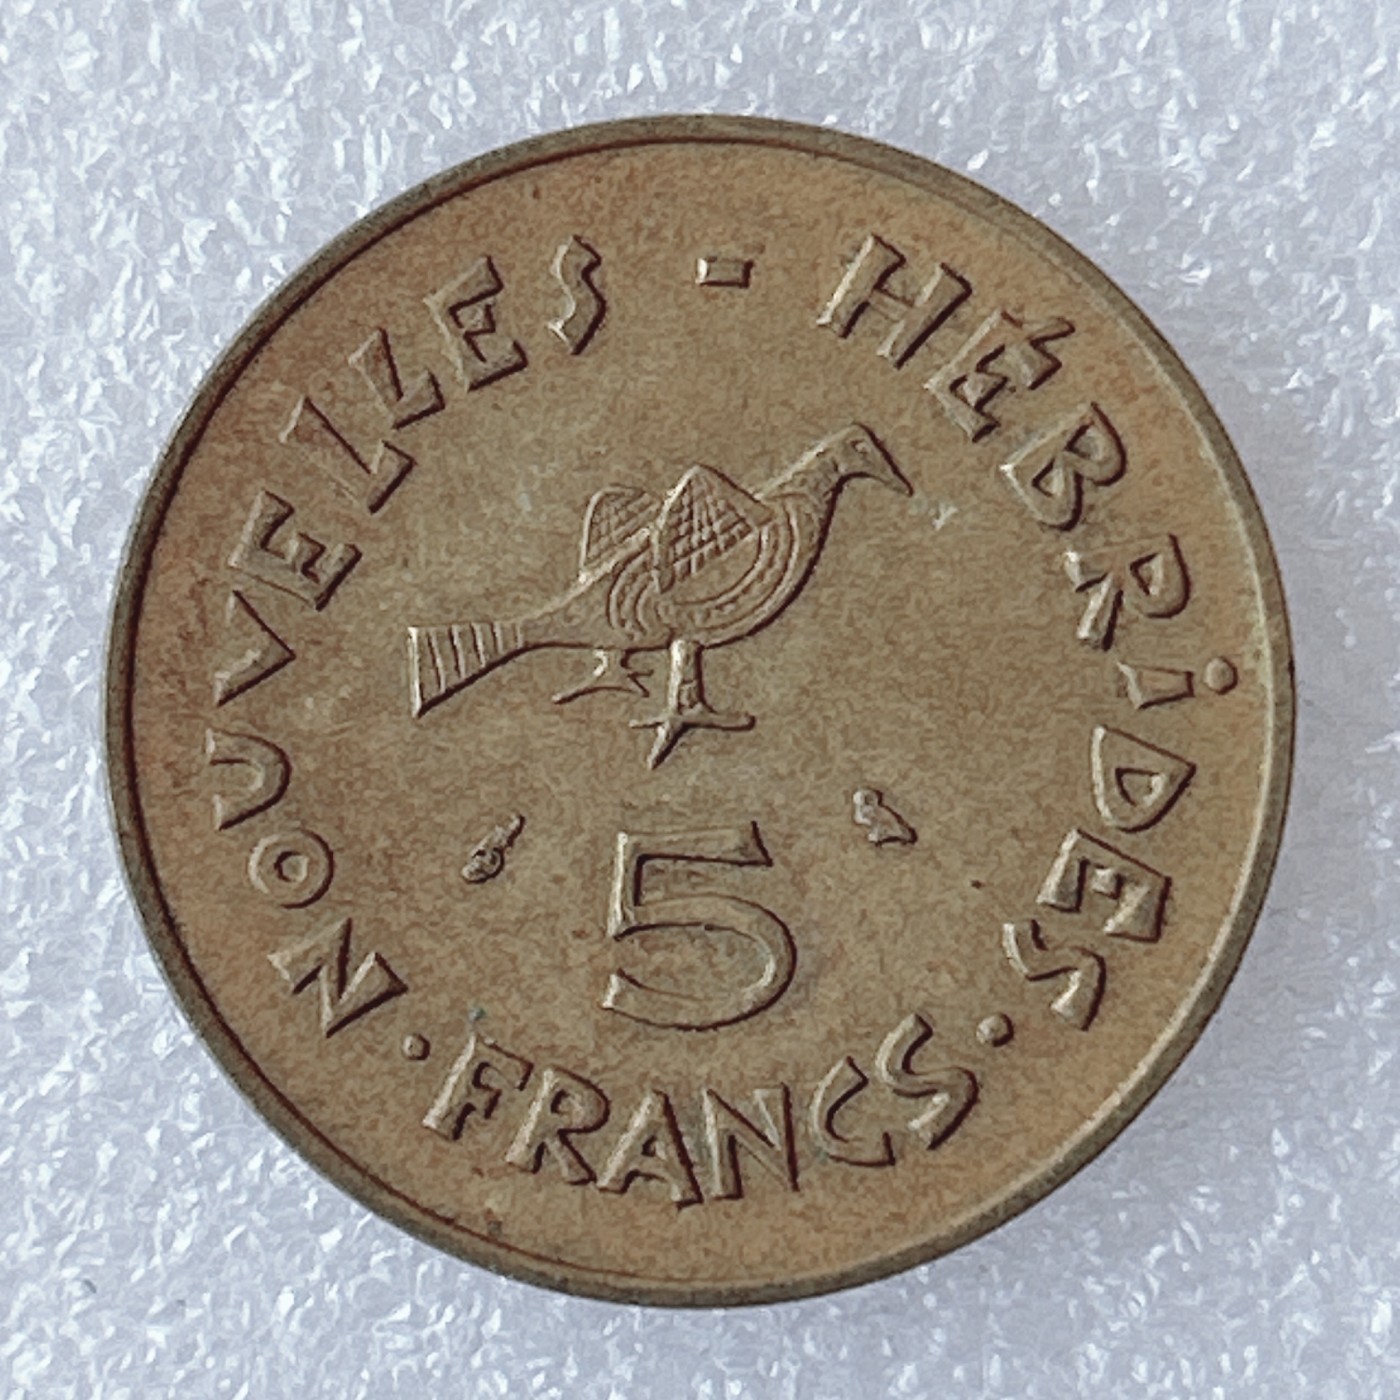 NOUVELLES - HÉBRiDES
5
· FRANCS ·